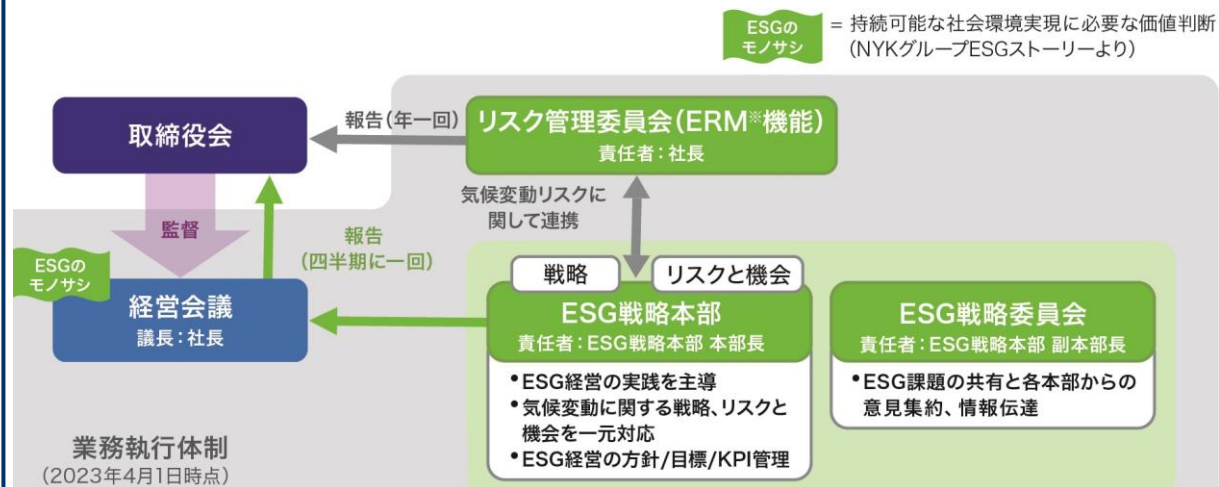 ESGの
モノサシ
= 持続可能な社会環境実現に必要な価値判断
(NYKグループESGストーリーより)
取締役会
報告(年一回)
リスク管理委員会(ERM※機能)
責任者:社長
監督
気候変動リスクに
関して連携
報告
(四半期に一回)
ESGの
モノサシ
経営会議
議長:社長
戦略
リスクと機会
ESG戦略本部
責任者:ESG戦略本部 本部長
•ESG経営の実践を主導
•気候変動に関する戦略、リスクと
機会を一元対応
•ESG経営の方針/目標/KPI管理
ESG戦略委員会
責任者:ESG戦略本部 副本部長
•ESG課題の共有と各本部からの
意見集約、情報伝達
業務執行体制
(2023年4月1日時点)